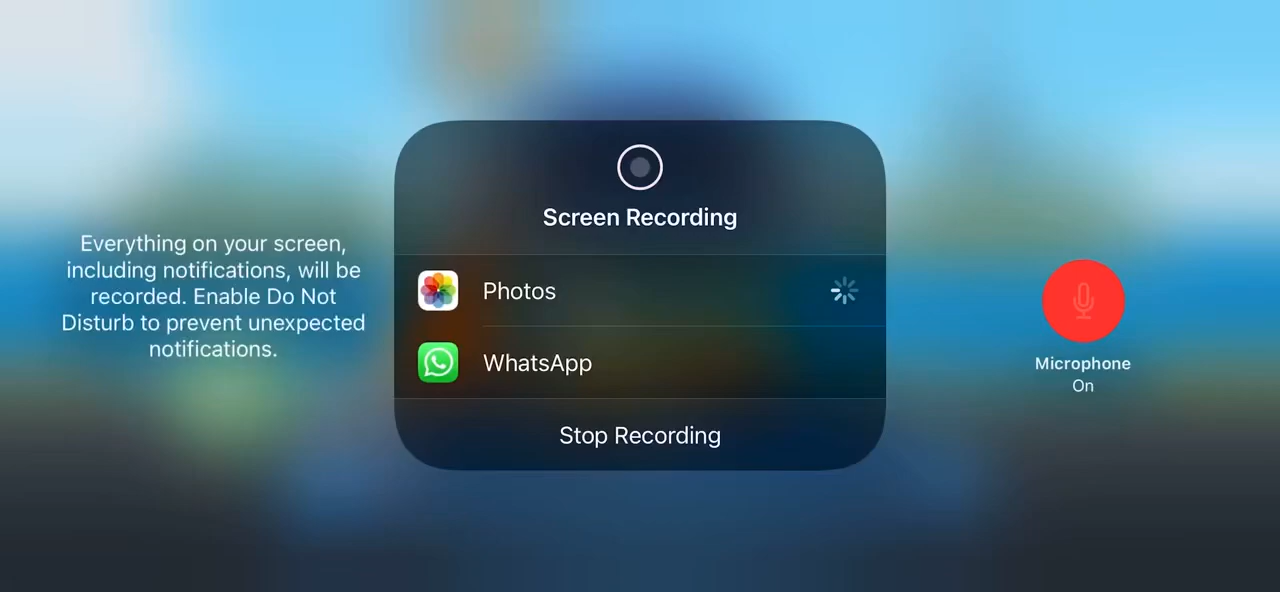 Everything on your screen,
including notifications, will be
recorded. Enable Do Not
Disturb to prevent unexpected
notifications.
Screen Recording
Photos
WhatsApp
Stop Recording
Microphone
On